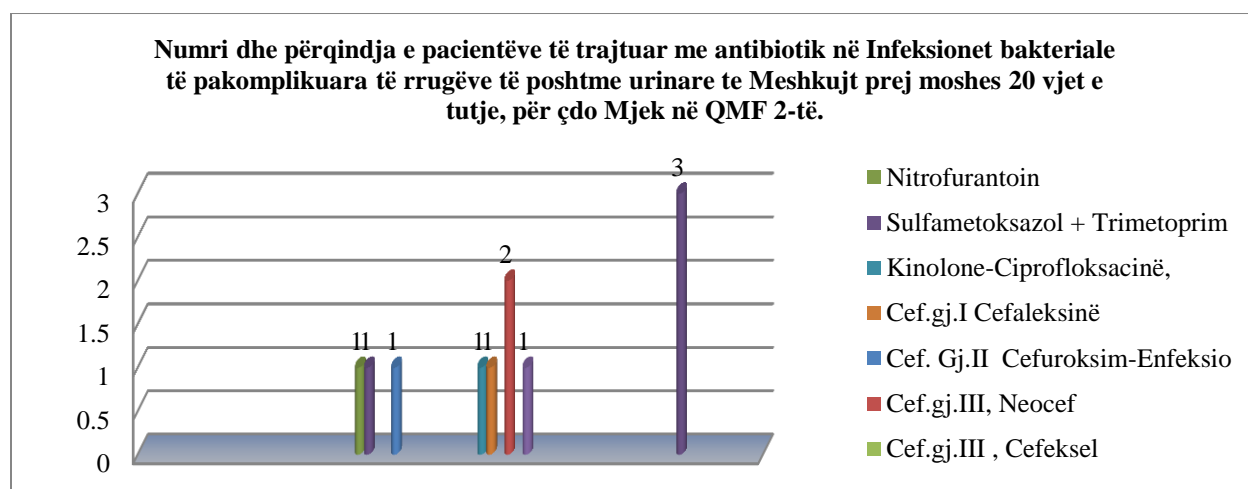 Numri dhe përqindja e pacientëve të trajtuar me antibiotik në Infeksionet bakteriale
të pakomplikuara të rrugëve të poshtme urinare te Meshkujt prej moshes 20 vjet e
tutje, për çdo Mjek në QMF 2-të.
3
2.5
2
1.5
1
0.5
0
11
1
11
2
1
3
Nitrofurantoin
Sulfametoksazol + Trimetoprim
Kinolone-Ciprofloksacinë,
Cef.gj.I Cefaleksinë
Cef. Gj.II Cefuroksim-Enfeksio
Cef.gj.III, Neocef
Cef.gj.III , Cefeksel